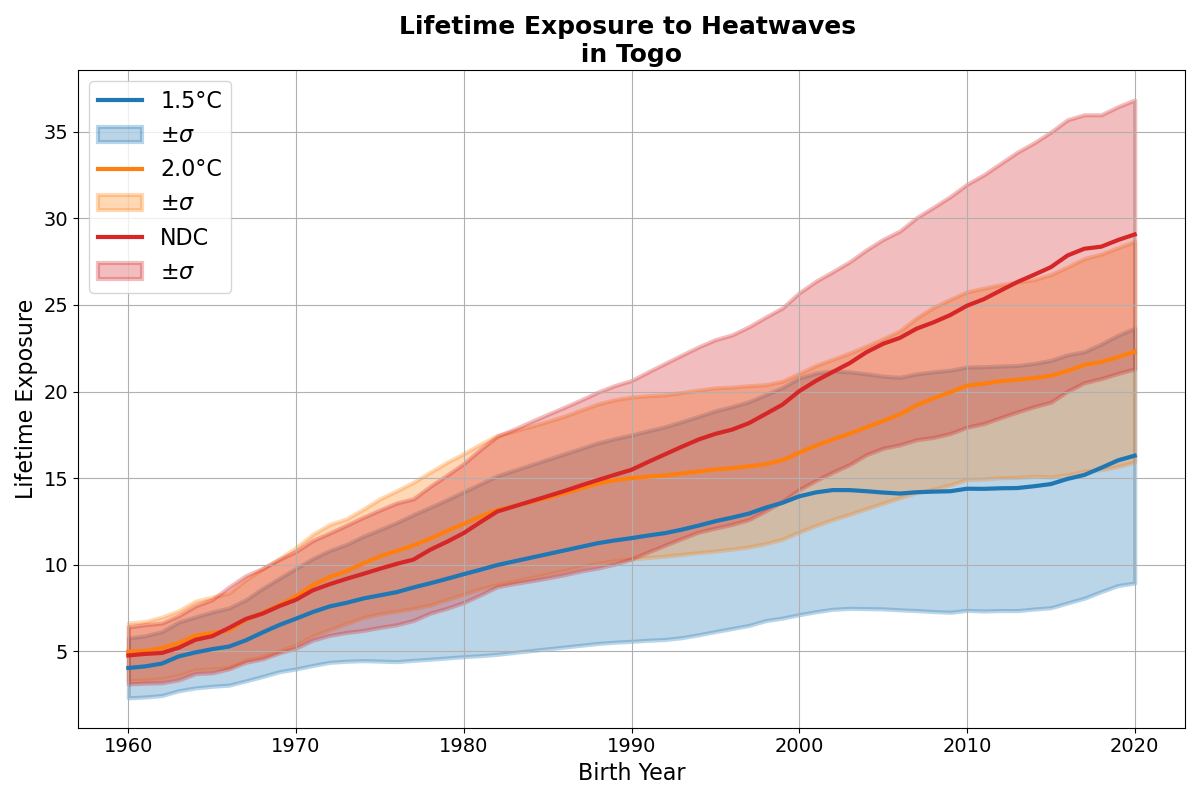 Lifetime Exposure to Heatwaves
in Togo
1.5°C
±σ
2.0°C
±σ
NDC
±σ
Lifetime Exposure
35
30
25
20
15
10
5
1960 1970 1980 1990 2000 2010 2020
Birth Year